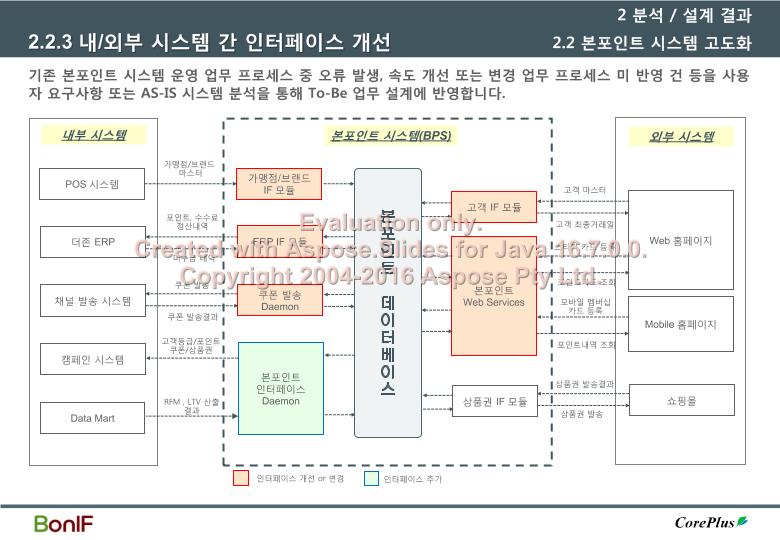 2 분석 / 설계 결과
2.2.3 내/외부 시스템 간 인터페이스 개선
2.2 본포인트 시스템 고도화
기존 본포인트 시스템 운영 업무 프로세스 중 오류 발생, 속도 개선 또는 변경 업무 프로세스 미 반영 건 등을 사용
자 요구사항 또는 AS-IS 시스템 분석을 통해 To-Be 업무 설계에 반영합니다.
내부 시스템
본포인트 시스템(BPS)
외부 시스템
POS 시스템
가맹점/브랜드
마스터
가맹점/브랜드
IF 모듈
더존 ERP
포인트, 수수료
정산내역
ERP IF 모듈
채널 발송 시스템
쿠폰 발송
쿠폰 발송결과
쿠폰 발송
Daemon
캠페인 시스템
고객등급/포인트
쿠폰/상품권
본포인트
인터페이스
Daemon
Data Mart
RFM , LTV 산출
결과
본포인트 데이터베이스
고객 IF 모듈
고객 마스터
고객 최종거래일
본포인트
Web Services
Web 홈페이지
모바일 멤버십
카드 등록
포인트내역 조회
Mobile 홈페이지
상품권 IF 모듈
상품권 발송결과
상품권 발송
쇼핑몰
Evaluation only.
Created with Aspose.Slides for Java 16.7.0.0.
Copyright 2004-2016 Aspose Pty Ltd.
인터페이스 개선 or 변경
인터페이스 추가
BonIF
CorePlus